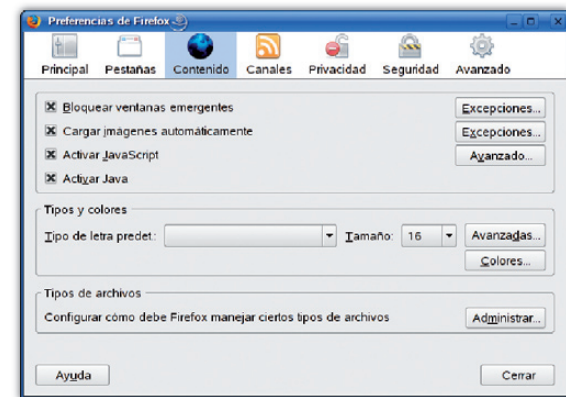 Preferencias de Firefox
Principal Pestañas Contenido Canales Privacidad Seguridad Avanzado
Bloquear ventanas emergentes Excepciones...
Cargar imágenes automáticamente Excepciones...
Activar JavaScript Avanzado...
Activar Java
Tipos y colores
Tipo de letra predet.: Tamaño: 16 Avanzadas...
Colores...
Tipos de archivos
Configurar cómo debe Firefox manejar ciertos tipos de archivos Administrar...
Ayuda Cerrar